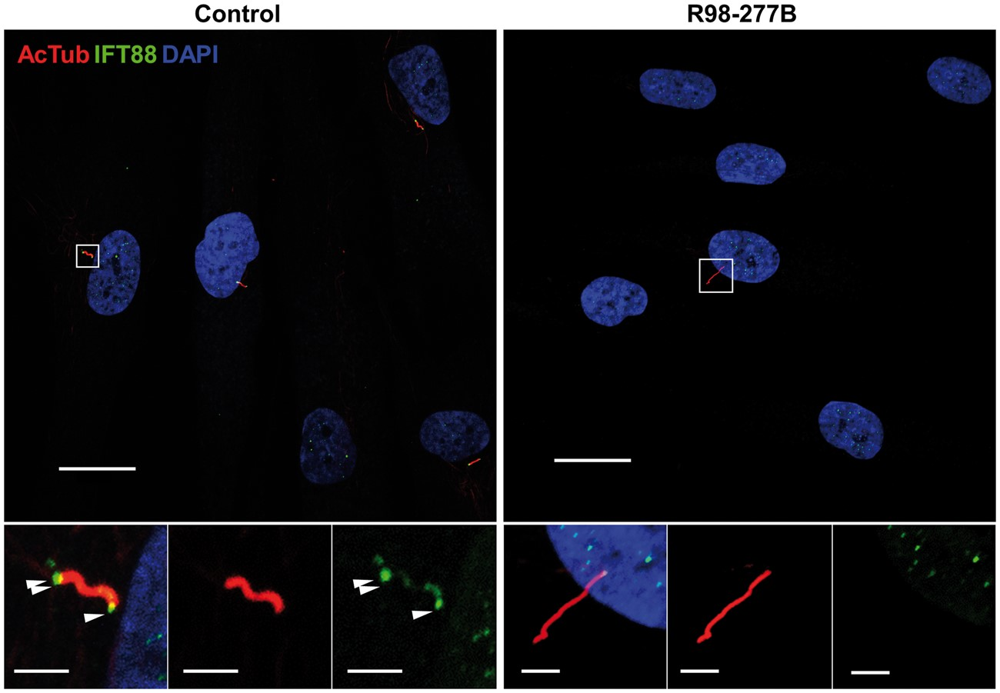 Control
R98-277B
AcTub IFT88 DAPI